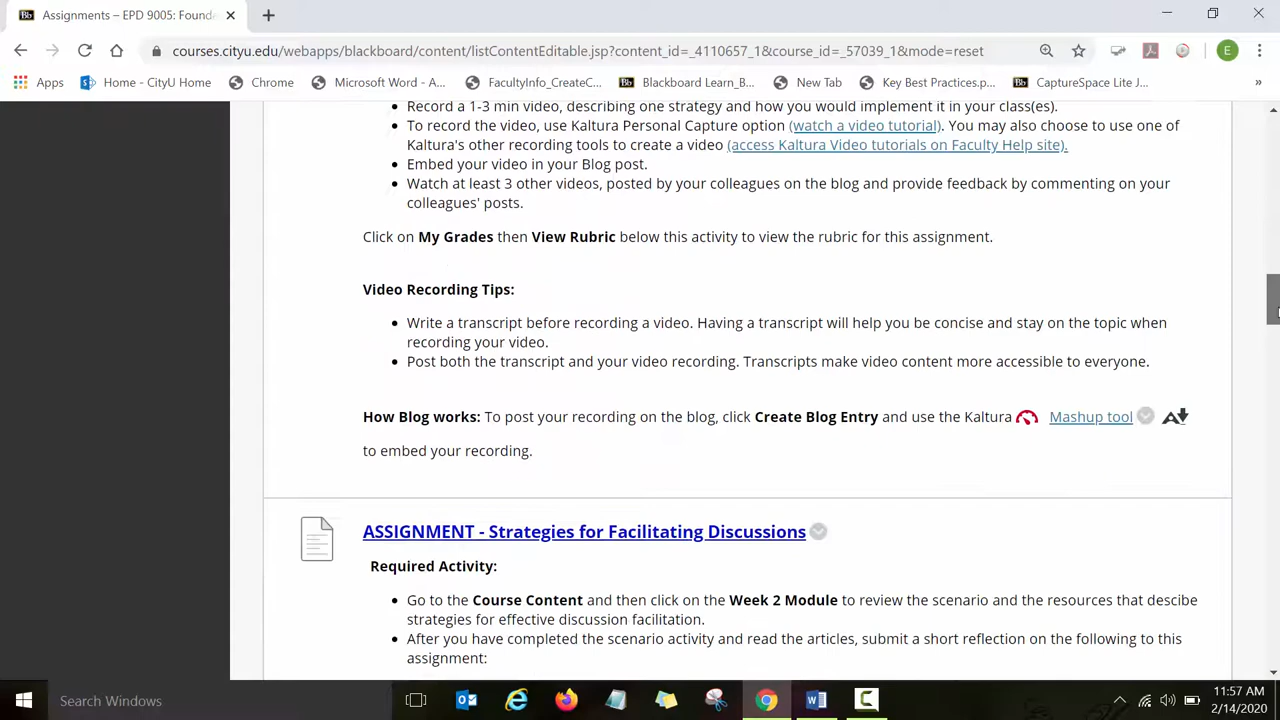 Assignments – EPD 9005: Found
courses.cityu.edu/webapps/blackboard/content/listContentEditable.jsp?content_id=_4110657_1&course_id=_57039_1&mode=reset
E
Apps Home - CityU Home Chrome Microsoft Word - A... FacultyInfo_CreateC... Blackboard Learn_B... New Tab Key Best Practices.p... CaptureSpace Lite J... »
Record a 1-3 min video, describing one strategy and how you would implement it in your class(es).
To record the video, use Kaltura Personal Capture option (watch a video tutorial). You may also choose to use one of
Kaltura's other recording tools to create a video (access Kaltura Video tutorials on Faculty Help site).
Embed your video in your Blog post.
Watch at least 3 other videos, posted by your colleagues on the blog and provide feedback by commenting on your
colleagues' posts.
Click on My Grades then View Rubric below this activity to view the rubric for this assignment.
Video Recording Tips:
Write a transcript before recording a video. Having a transcript will help you be concise and stay on the topic when
recording your video.
Post both the transcript and your video recording. Transcripts make video content more accessible to everyone.
How Blog works: To post your recording on the blog, click Create Blog Entry and use the Kaltura Mashup tool
to embed your recording.
ASSIGNMENT - Strategies for Facilitating Discussions
Required Activity:
Go to the Course Content and then click on the Week 2 Module to review the scenario and the resources that descibe
strategies for effective discussion facilitation.
After you have completed the scenario activity and read the articles, submit a short reflection on the following to this
assignment:
Search Windows
11:57 AM
2/14/2020